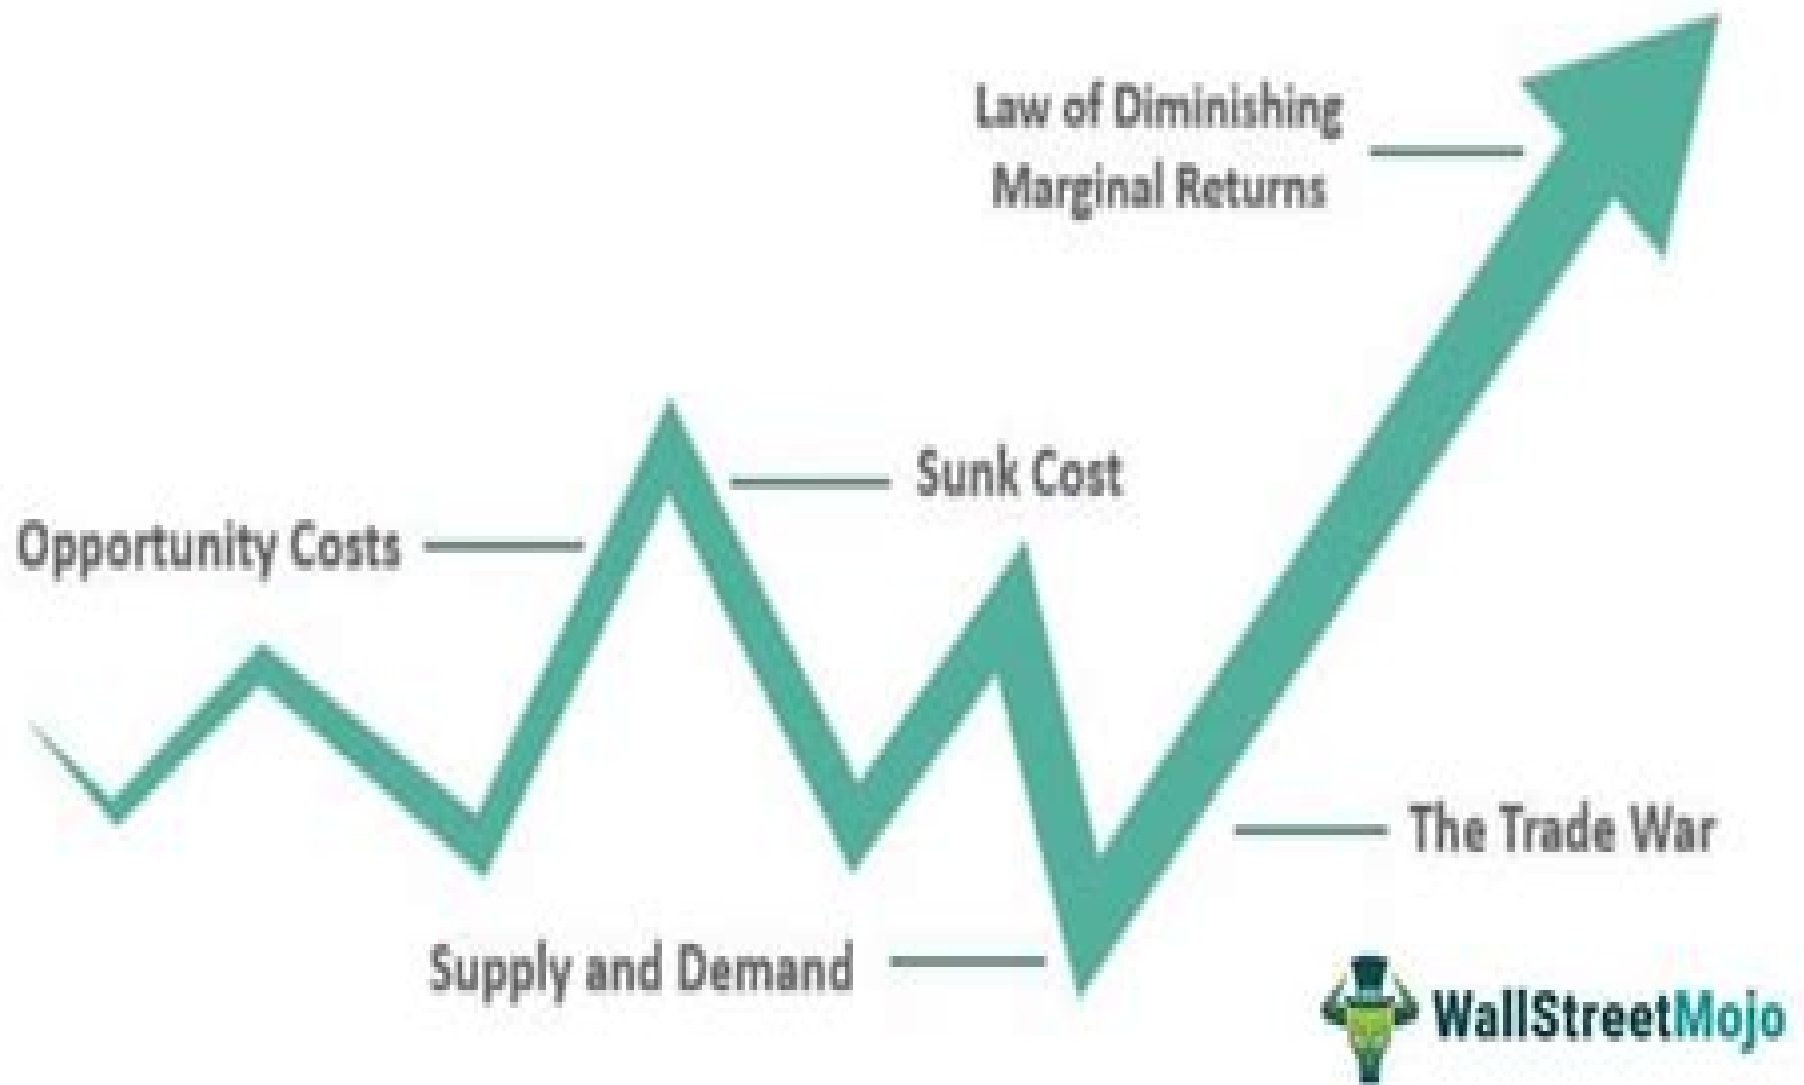 Law of Diminishing
Marginal Returns
Sunk Cost
Opportunity Costs
The Trade War
Supply and Demand
WallStreetMojo